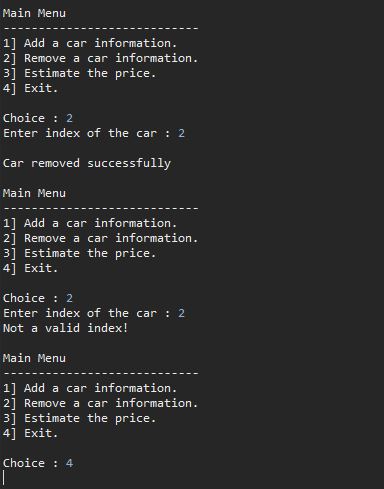 Main Menu
----------------------------
1] Add a car information.
2] Remove a car information.
3] Estimate the price.
4] Exit.
Choice : 2
Enter index of the car : 2
Car removed successfully
Main Menu
----------------------------
1] Add a car information.
2] Remove a car information.
3] Estimate the price.
4] Exit.
Choice : 2
Enter index of the car : 2
Not a valid index!
Main Menu
----------------------------
1] Add a car information.
2] Remove a car information.
3] Estimate the price.
4] Exit.
Choice : 4